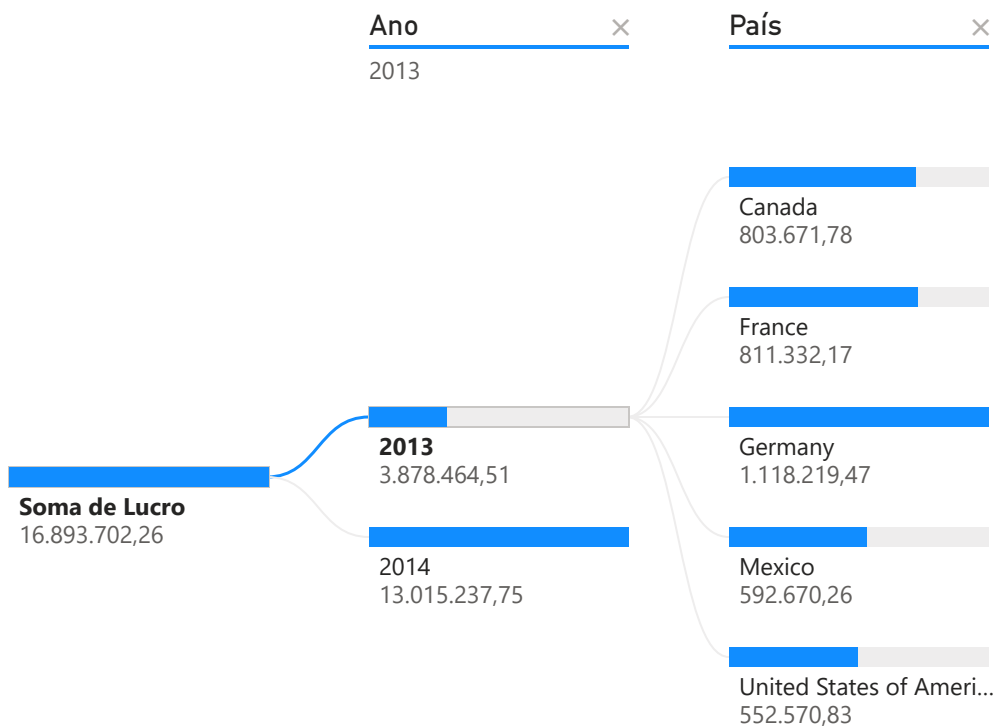 Ano
2013
País
Canada
803.671,78
France
811.332,17
Germany
1.118.219,47
Mexico
592.670,26
United States of Ameri...
552.570,83
2013
3.878.464,51
2014
13.015.237,75
Soma de Lucro
16.893.702,26